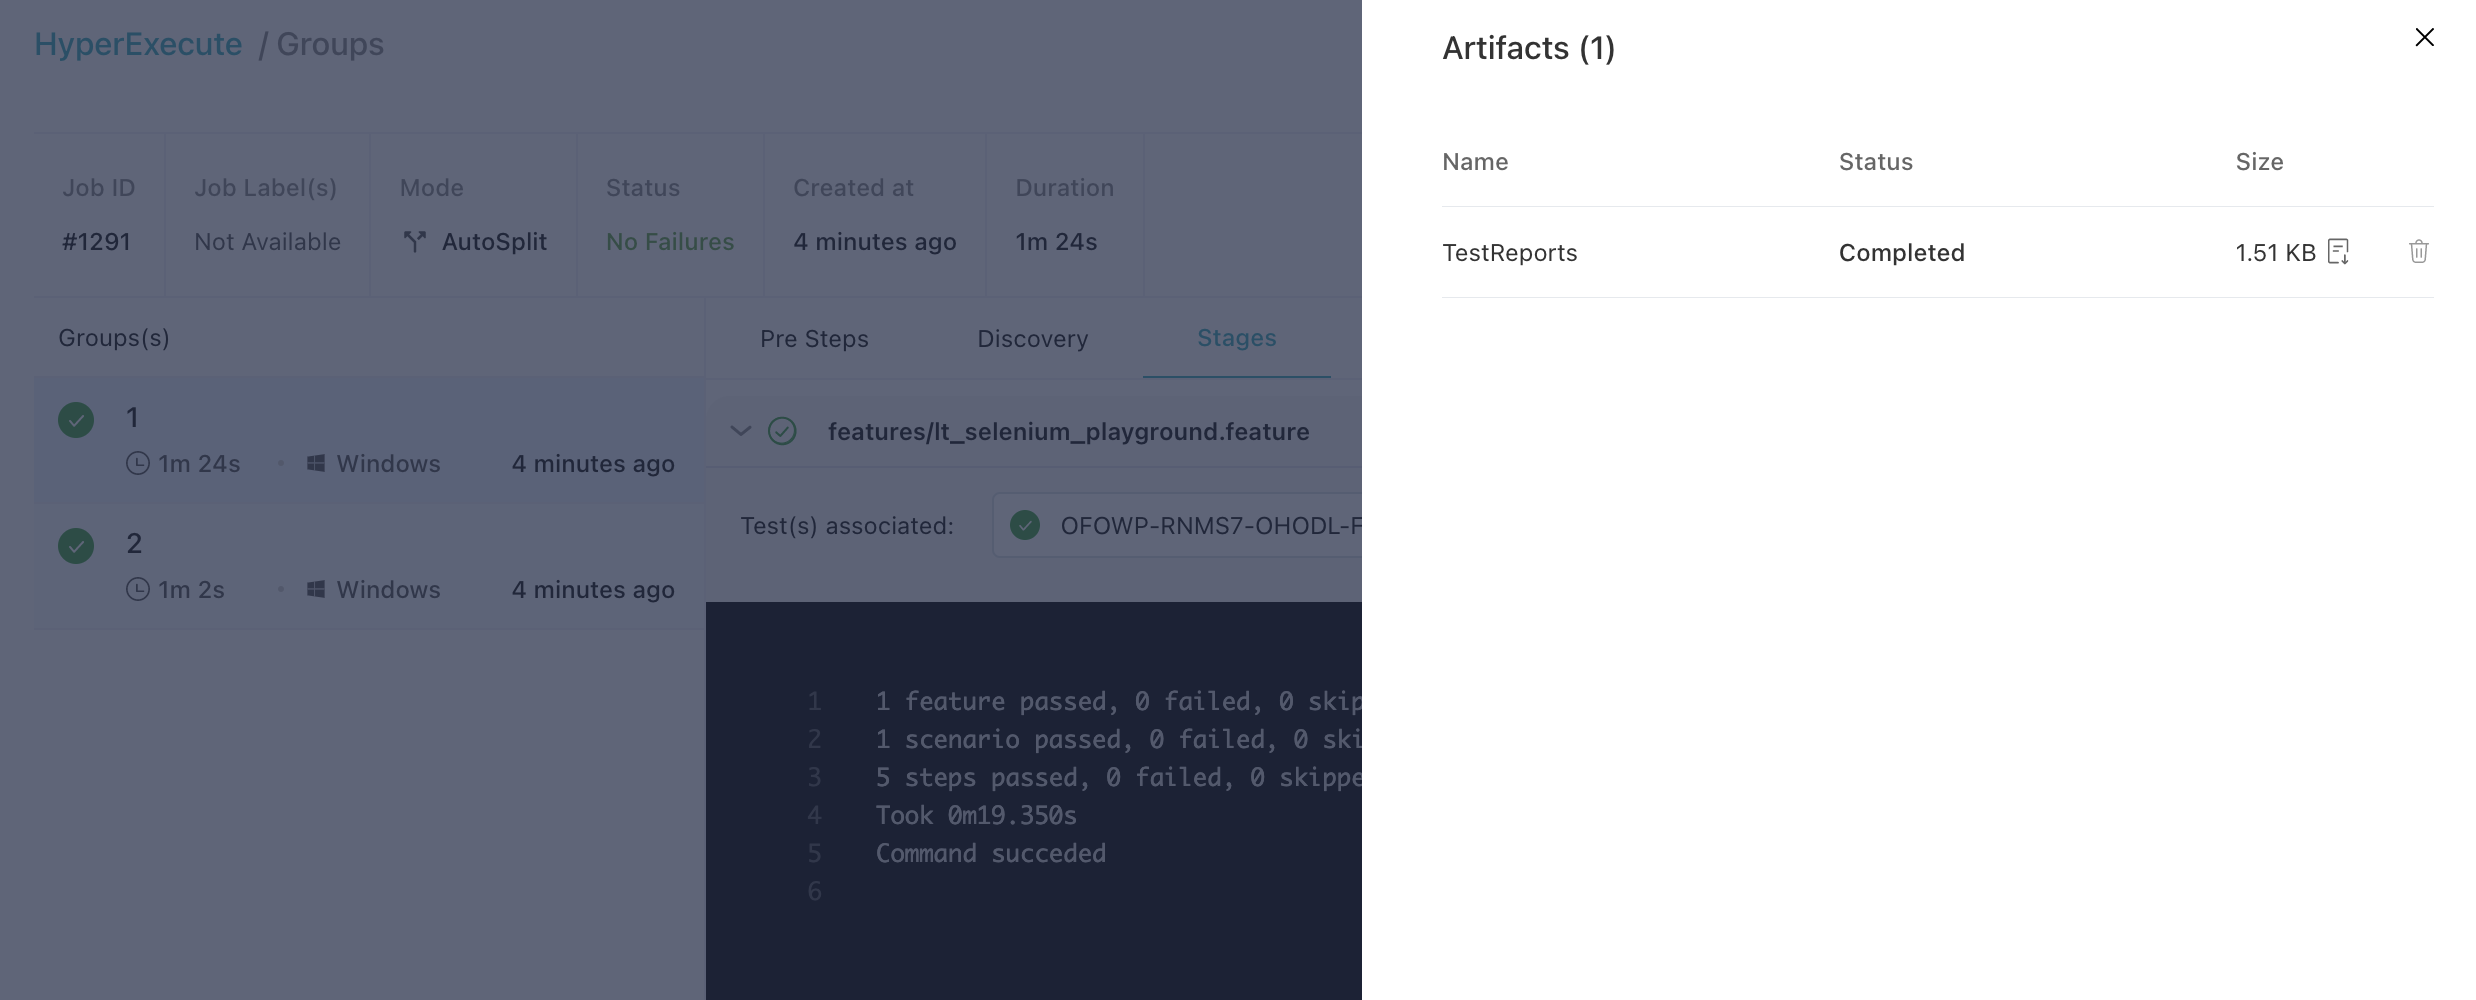 HyperExecute / Groups
Job ID
Job Label(s)
Mode
Status
Created at
Duration
#1291
Not Available
AutoSplit
No Failures
4 minutes ago
1m 24s
Groups(s)
1
1m 24s
Windows
4 minutes ago
2
1m 2s
Windows
4 minutes ago
Pre Steps
Discovery
Stages
features/lt_selenium_playground.feature
Test(s) associated:
OFOWP-RNMS7-OHODL-F
1 1 feature passed, 0 failed, 0 skip
2 1 scenario passed, 0 failed, 0 ski
3 5 steps passed, 0 failed, 0 skippe
4 Took 0m19.350s
5 Command succeded
6
Artifacts (1)
Name
Status
Size
TestReports
Completed
1.51 KB